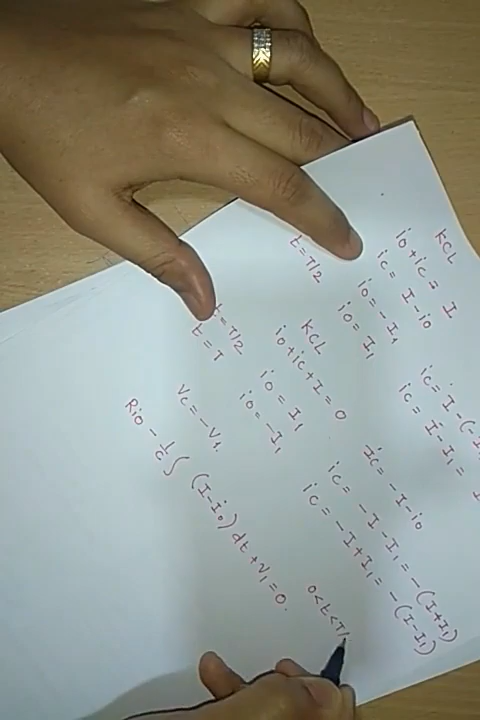 KCL
io + ic = I
ic = I - io
io = -I1
io = I1
t = T/2
ic = I - (-I
ic = I - I1 =
KCL
io + ic + I = 0
io = I1
io = -I1
t = T/2
t = T
ic = -I - io
ic = -I - I1 = -(I+I1)
ic = -I + I1 = -(I-I1)
Vc = -V1.
Rio - 1/C ∫ (I-io) dt + V1 = 0.
0<t<T/